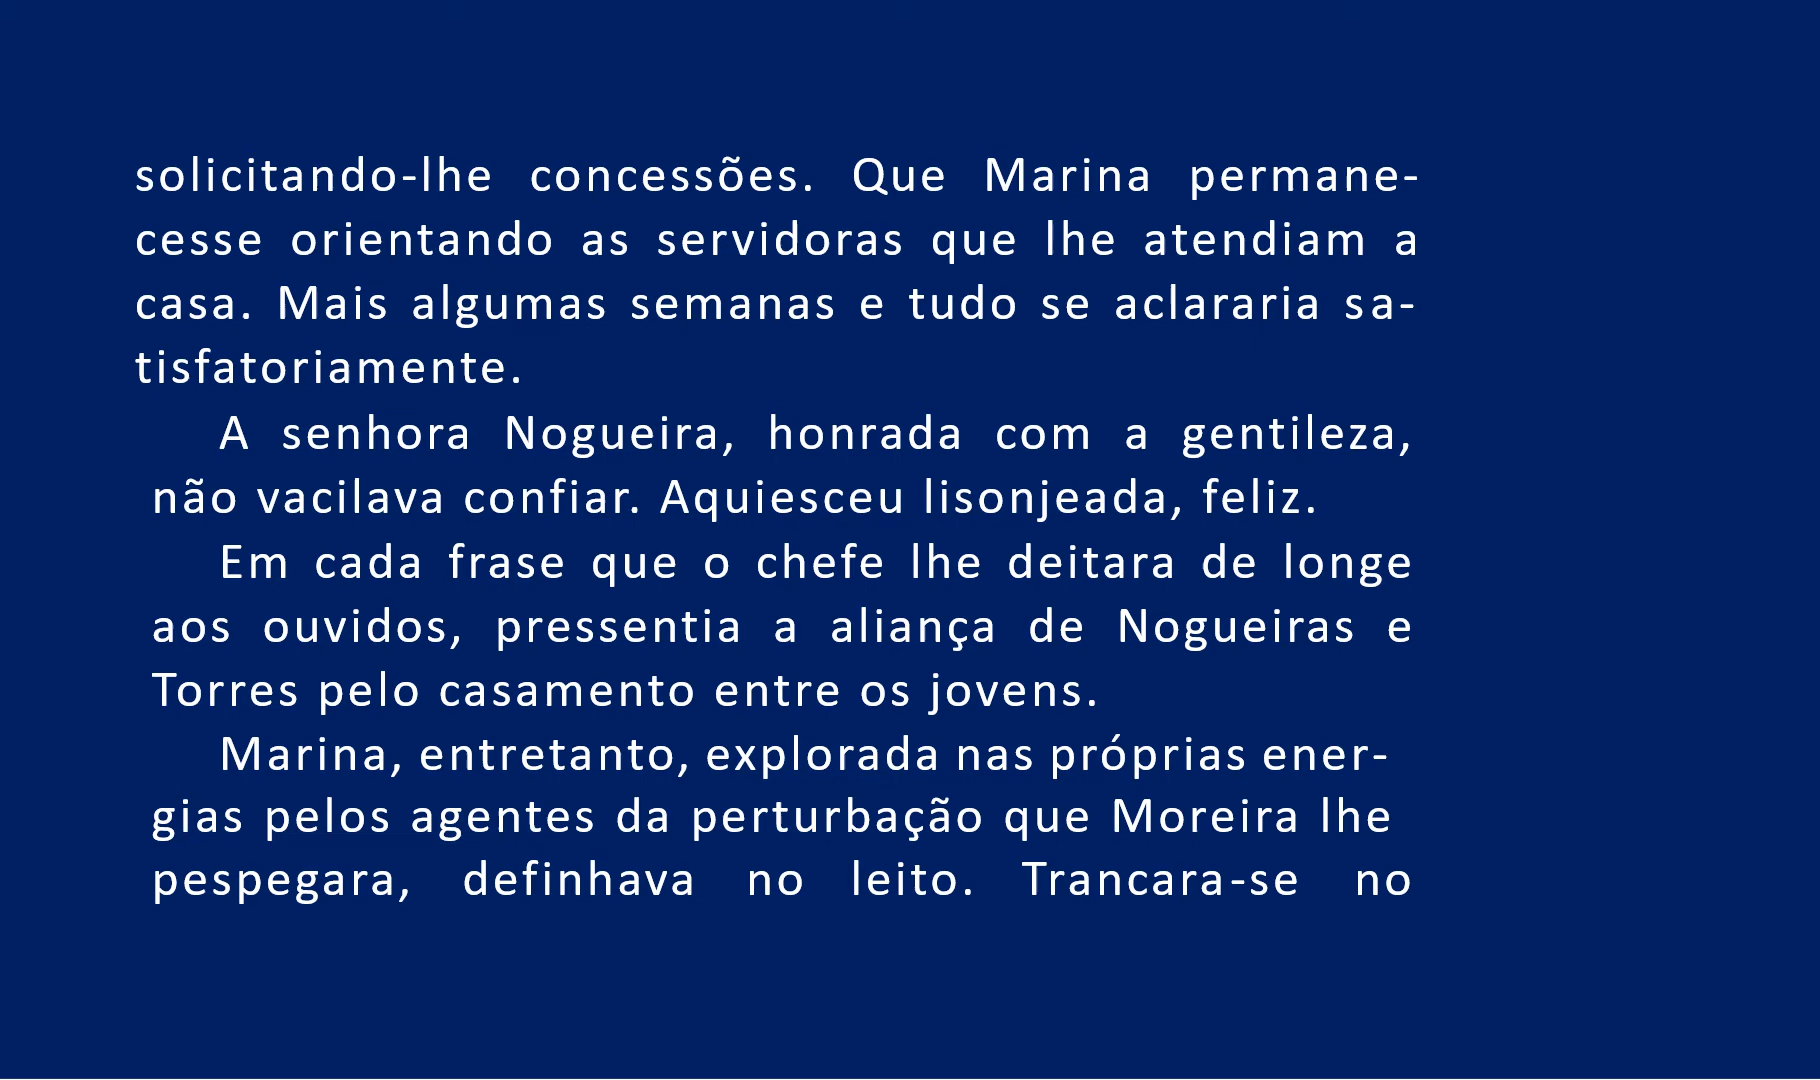 solicitando-lhe concessões. Que Marina permane-
cesse orientando as servidoras que lhe atendiam a
casa. Mais algumas semanas e tudo se aclararia sa-
tisfatoriamente.
A senhora Nogueira, honrada com a gentileza,
não vacilava confiar. Aquiesceu lisonjeada, feliz.
Em cada frase que o chefe lhe deitara de longe
aos ouvidos, pressentia a aliança de Nogueiras e
Torres pelo casamento entre os jovens.
Marina, entretanto, explorada nas próprias ener-
gias pelos agentes da perturbação que Moreira lhe
pespegara, definhava no leito. Trancara-se no